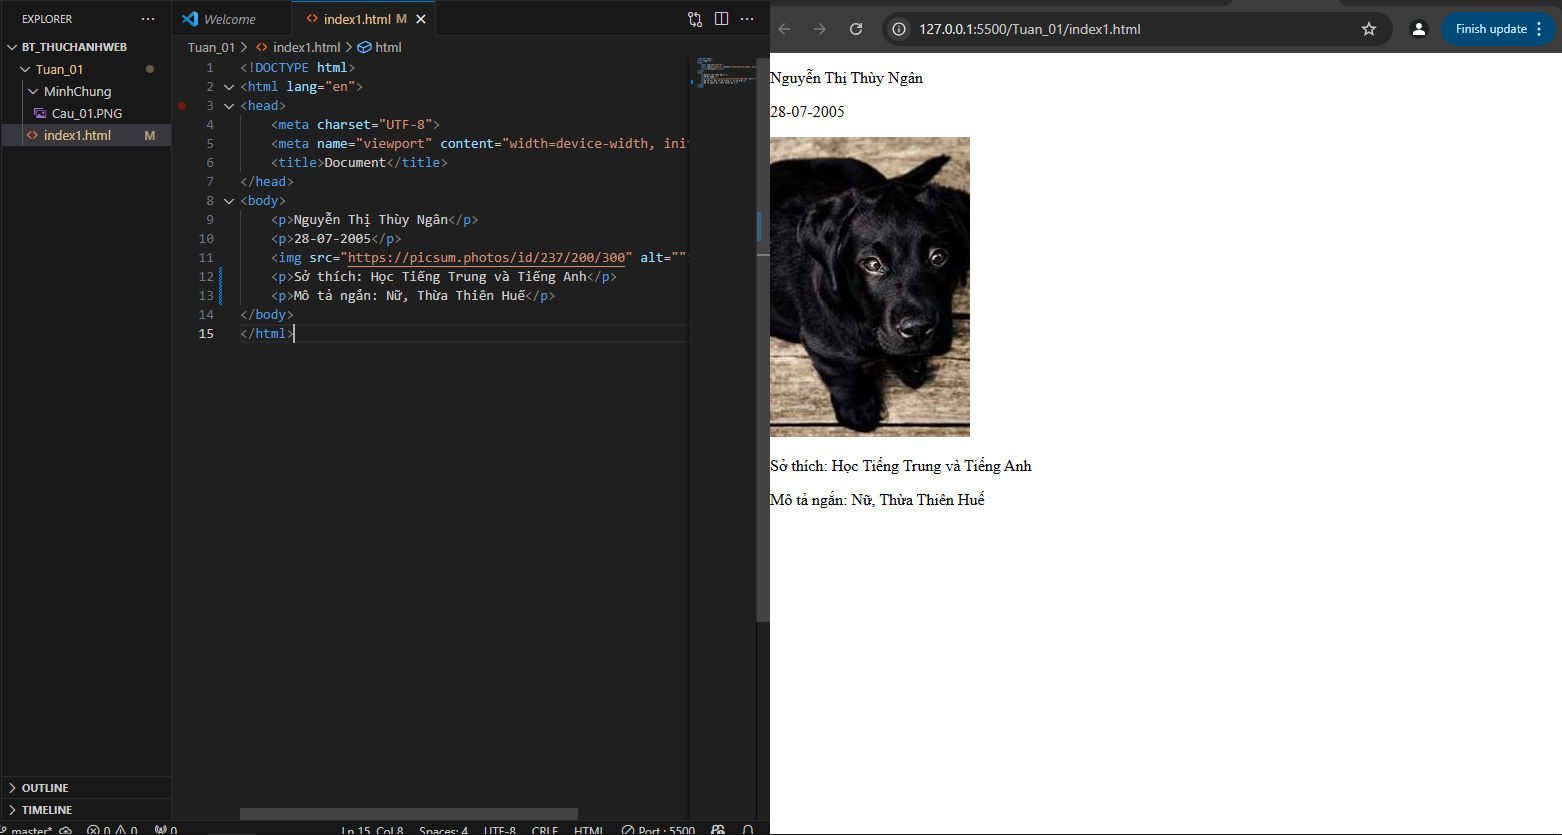 EXPLORER
BT_THUCHANHWEB
Tuan_01
MinhChung
Cau_01.PNG
index1.html M
OUTLINE
TIMELINE
Welcome
index1.html M
Tuan_01 > index1.html > html
1 <!DOCTYPE html>
2 <html lang="en">
3 <head>
4 <meta charset="UTF-8">
5 <meta name="viewport" content="width=device-width, init
6 <title>Document</title>
7 </head>
8 <body>
9 <p>Nguyễn Thị Thùy Ngân</p>
10 <p>28-07-2005</p>
11 <img src="https://picsum.photos/id/237/200/300" alt=""
12 <p>Sở thích: Học Tiếng Trung và Tiếng Anh</p>
13 <p>Mô tả ngắn: Nữ, Thừa Thiên Huế</p>
14 </body>
15 </html>
master* 0 0 0 Ln 15, Col 8 Spaces: 4 UTF-8 CRLF HTML Port : 5500
127.0.0.1:5500/Tuan_01/index1.html
Finish update
Nguyễn Thị Thùy Ngân
28-07-2005
Sở thích: Học Tiếng Trung và Tiếng Anh
Mô tả ngắn: Nữ, Thừa Thiên Huế